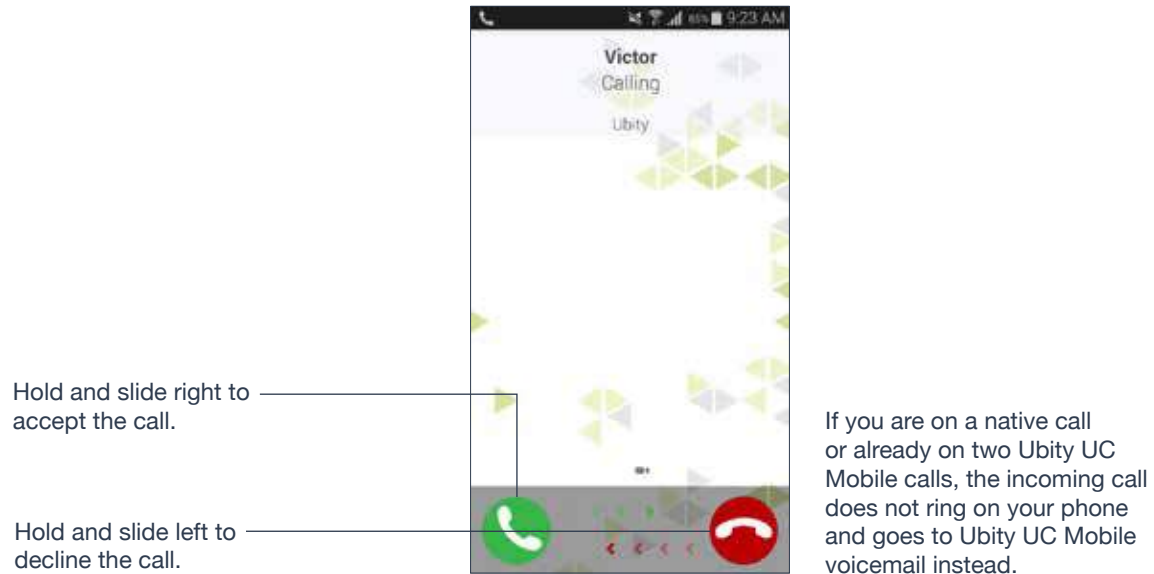 85% 9:23 AM
Victor
Calling
Ubity
Hold and slide right to
accept the call.
Hold and slide left to
decline the call.
If you are on a native call
or already on two Ubity UC
Mobile calls, the incoming call
does not ring on your phone
and goes to Ubity UC Mobile
voicemail instead.